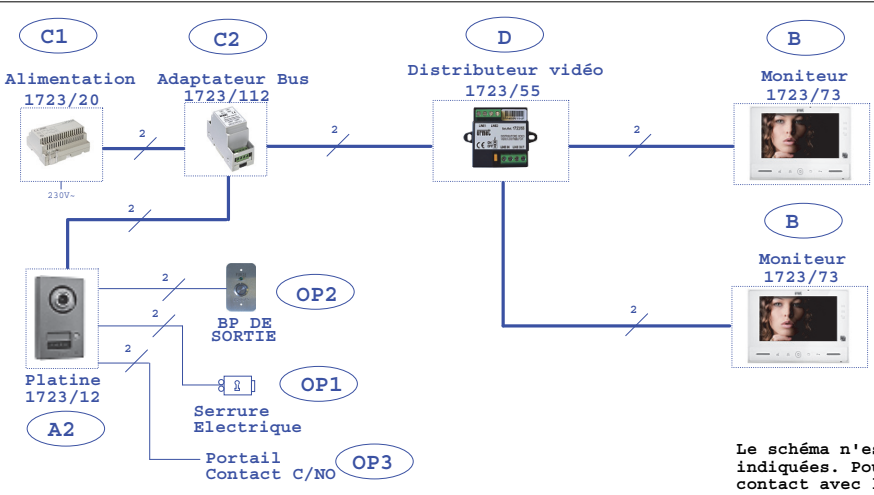 C1
C2
D
B
Alimentation
1723/20
Adaptateur Bus
1723/112
Distributeur vidéo
1723/55
Moniteur
1723/73
2
2
2
230V~
2
B
Moniteur
1723/73
2
OP2
BP DE
SORTIE
2
2
2
Platine
1723/12
OP1
Serrure
Electrique
A2
Portail
Contact C/NO
OP3
Le schéma n'es
indiquées. Pou
contact avec l